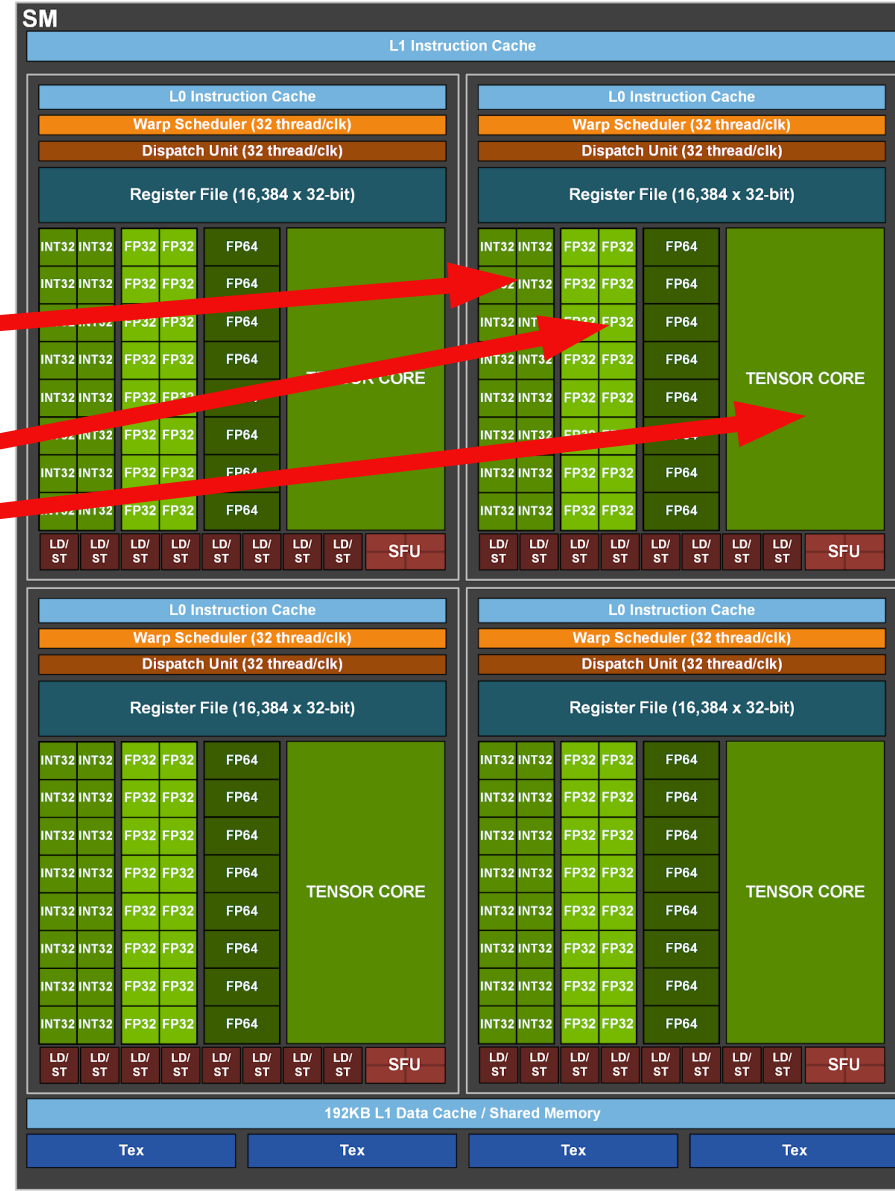 SM
L1 Instruction Cache
L0 Instruction Cache
Warp Scheduler (32 thread/clk)
Dispatch Unit (32 thread/clk)
Register File (16,384 x 32-bit)
INT32 INT32 FP32 FP32 FP64
INT32 INT32 FP32 FP32 FP64
FP32 FP32 FP64
INT32 INT32 FP32 FP32 FP64
CORE
INT32 INT32 FP32
INT32 FP32 FP32 FP64
INT32 INT32 FP32 FP32 FP64
INT32 FP32 FP32 FP64
LD/ LD/ LD/ LD/ LD/ LD/ LD/ LD/
ST ST ST ST ST ST ST ST
SFU
L0 Instruction Cache
Warp Scheduler (32 thread/clk)
Dispatch Unit (32 thread/clk)
Register File (16,384 x 32-bit)
INT32 INT32 FP32 FP32 FP64
INT32 FP32 FP32 FP64
INT32 FP32 FP64
INT32 FP32 FP32 FP64
TENSOR CORE
INT32 INT32 FP32 FP32 FP64
INT32 INT32
INT32 INT32 FP32 FP32 FP64
INT32 INT32 FP32 FP32 FP64
LD/ LD/ LD/ LD/ LD/ LD/ LD/ LD/
ST ST ST ST ST ST ST ST
SFU
L0 Instruction Cache
Warp Scheduler (32 thread/clk)
Dispatch Unit (32 thread/clk)
Register File (16,384 x 32-bit)
INT32 INT32 FP32 FP32 FP64
INT32 INT32 FP32 FP32 FP64
INT32 INT32 FP32 FP32 FP64
INT32 INT32 FP32 FP32 FP64
TENSOR CORE
INT32 INT32 FP32 FP32 FP64
INT32 INT32 FP32 FP32 FP64
INT32 INT32 FP32 FP32 FP64
INT32 INT32 FP32 FP32 FP64
LD/ LD/ LD/ LD/ LD/ LD/ LD/ LD/
ST ST ST ST ST ST ST ST
SFU
L0 Instruction Cache
Warp Scheduler (32 thread/clk)
Dispatch Unit (32 thread/clk)
Register File (16,384 x 32-bit)
INT32 INT32 FP32 FP32 FP64
INT32 INT32 FP32 FP32 FP64
INT32 INT32 FP32 FP32 FP64
INT32 INT32 FP32 FP32 FP64
TENSOR CORE
INT32 INT32 FP32 FP32 FP64
INT32 INT32 FP32 FP32 FP64
INT32 INT32 FP32 FP32 FP64
INT32 INT32 FP32 FP32 FP64
LD/ LD/ LD/ LD/ LD/ LD/ LD/ LD/
ST ST ST ST ST ST ST ST
SFU
192KB L1 Data Cache / Shared Memory
Tex Tex Tex Tex